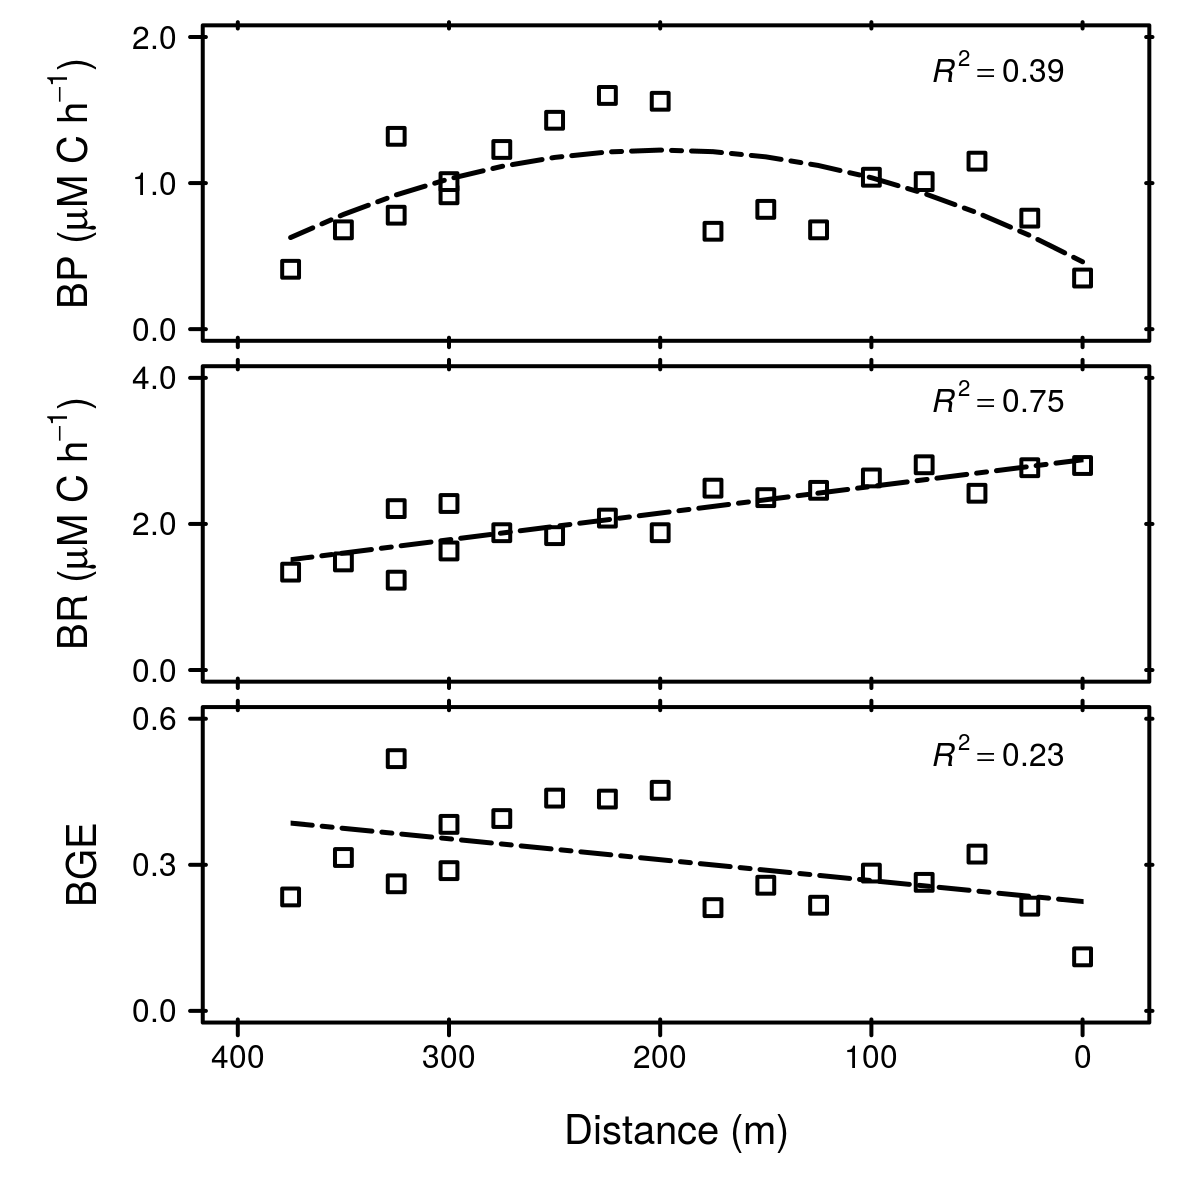 2.0
1.0
0.0
BP (μM C h⁻¹)
R² = 0.39
4.0
2.0
0.0
BR (μM C h⁻¹)
R² = 0.75
0.6
0.3
0.0
BGE
R² = 0.23
400 300 200 100 0
Distance (m)